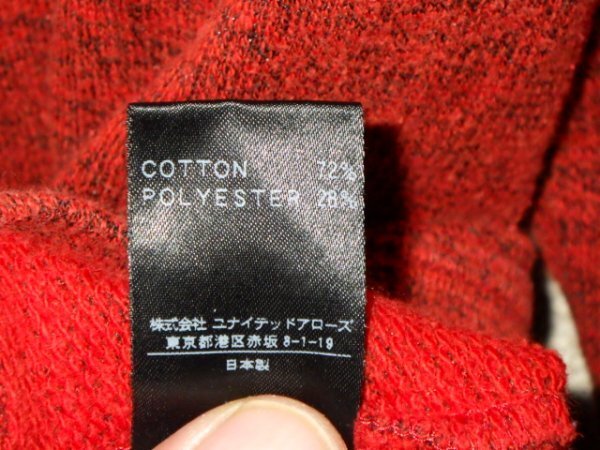 COTTON 72%
POLYESTER 28%
株式会社 ユナイテッドアローズ
東京都港区赤坂 8-1-19
日本製